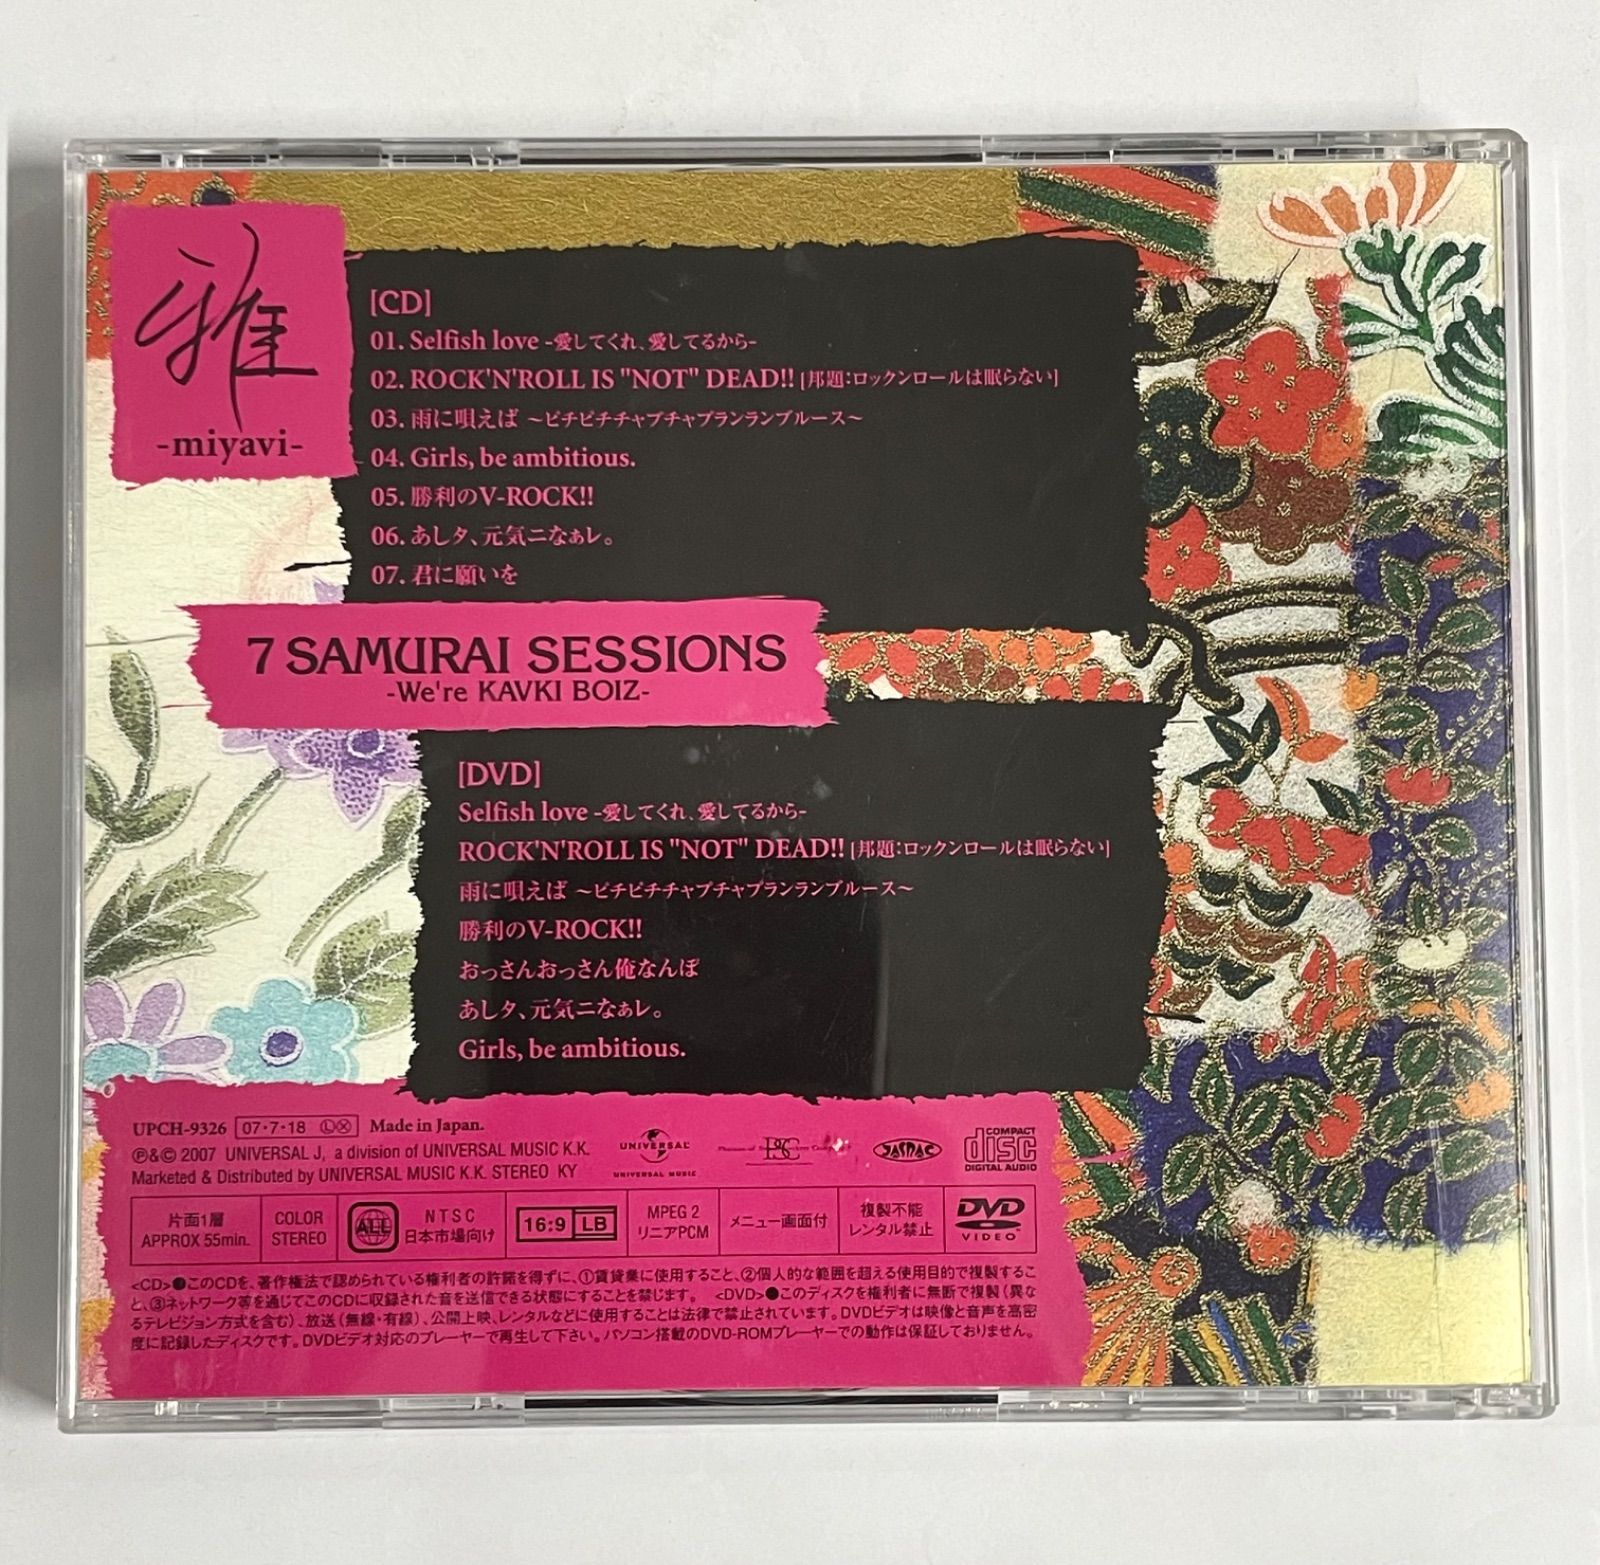 雅
-miyavi-
[CD]
01. Selfish love -愛してくれ、愛してるから-
02. ROCK'N'ROLL IS "NOT" DEAD!! [邦題：ロックンロールは眠らない]
03. 雨に唄えば ～ピチピチチャプチャプランランブルース～
04. Girls, be ambitious.
05. 勝利のV-ROCK!!
06. あしタ、元気ニなぁレ。
07. 君に願いを
7 SAMURAI SESSIONS
-We're KAVKI BOIZ-
[DVD]
Selfish love -愛してくれ、愛してるから-
ROCK'N'ROLL IS "NOT" DEAD!! [邦題：ロックンロールは眠らない]
雨に唄えば ～ピチピチチャプチャプランランブルース～
勝利のV-ROCK!!
おっさんおっさん俺なんぼ
あしタ、元気ニなぁレ。
Girls, be ambitious.
UPCH-9326 07・7・18 Ⓛ Ⓧ Made in Japan.
Ⓟ&© 2007 UNIVERSAL J, a division of UNIVERSAL MUSIC K.K.
Marketed & Distributed by UNIVERSAL MUSIC K.K. STEREO KY
UNIVERSAL
UNIVERSAL MUSIC
PSC
JASRAC
COMPACT
disc
DIGITAL AUDIO
片面1層
APPROX 55min.
COLOR
STEREO
ALL
NTSC
日本市場向け
16:9 LB
MPEG 2
リニアPCM
メニュー画面付
複製不能
レンタル禁止
DVD
VIDEO
<CD>●このCDを、著作権法で認められている権利者の許諾を得ずに、①賃貸業に使用すること、②個人的な範囲を超える使用目的で複製するこ
と、③ネットワーク等を通じてこのCDに収録された音を送信できる状態にすることを禁じます。 <DVD>●このディスクを権利者に無断で複製（異な
るテレビジョン方式を含む）、放送（無線・有線）、公開上映、レンタルなどに使用することは法律で禁止されています。DVDビデオは映像と音声を高密
度に記録したディスクです。DVDビデオ対応のプレーヤーで再生して下さい。パソコン搭載のDVD-ROMプレーヤーでの動作は保証しておりません。